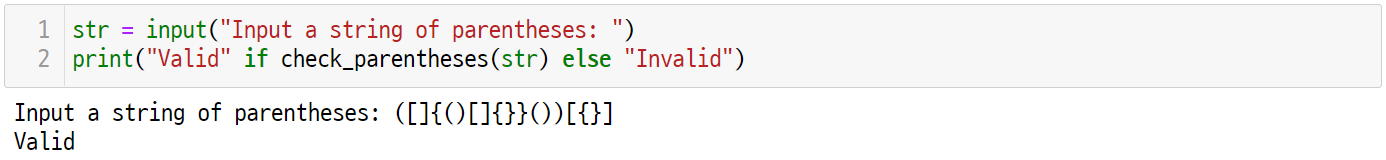 1 str = input("Input a string of parentheses: ")
2 print("Valid" if check_parentheses(str) else "Invalid")
Input a string of parentheses: ([]{()[]{}}())[{}]
Valid